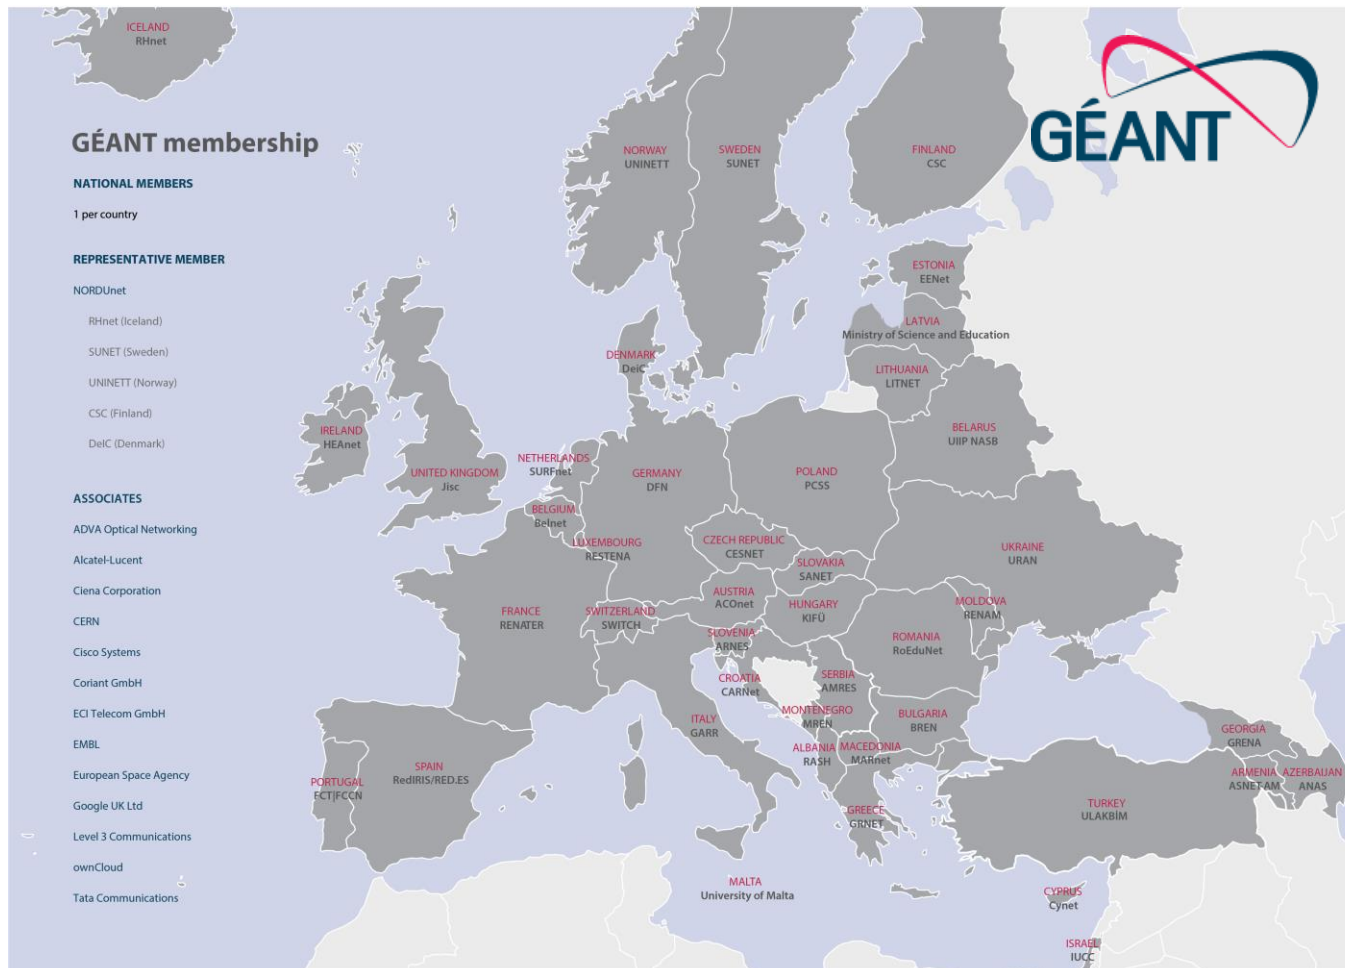 ICELAND
RHnet
GÉANT
GÉANT membership
NATIONAL MEMBERS
1 per country
REPRESENTATIVE MEMBER
NORDUnet
RHnet (Iceland)
SUNET (Sweden)
UNINETT (Norway)
CSC (Finland)
DeIC (Denmark)
ASSOCIATES
ADVA Optical Networking
Alcatel-Lucent
Ciena Corporation
CERN
Cisco Systems
Coriant GmbH
ECI Telecom GmbH
EMBL
European Space Agency
Google UK Ltd
Level 3 Communications
ownCloud
Tata Communications
NORWAY
UNINETT
SWEDEN
SUNET
FINLAND
CSC
ESTONIA
EENet
LATVIA
Ministry of Science and Education
DENMARK
DeiC
LITHUANIA
LITNET
BELARUS
UIIP NASB
IRELAND
HEAnet
UNITED KINGDOM
Jisc
NETHERLANDS
SURFnet
GERMANY
DFN
POLAND
PCSS
BELGIUM
Belnet
LUXEMBOURG
RESTENA
CZECH REPUBLIC
CESNET
SLOVAKIA
SANET
UKRAINE
URAN
FRANCE
RENATER
SWITZERLAND
SWITCH
AUSTRIA
ACOnet
HUNGARY
KIFÜ
MOLDOVA
RENAM
SLOVENIA
ARNES
ROMANIA
RoEduNet
CROATIA
CARNet
SERBIA
AMRES
MONTENEGRO
MREN
BULGARIA
BREN
ITALY
GARR
ALBANIA
RASH
MACEDONIA
MARnet
GEORGIA
GRENA
PORTUGAL
FCT|FCCN
SPAIN
RedIRIS/RED.ES
ARMENIA
ASNET-AM
AZERBAIJAN
ANAS
GREECE
GRNET
TURKEY
ULAKBİM
MALTA
University of Malta
CYPRUS
Cynet
ISRAEL
IUCC